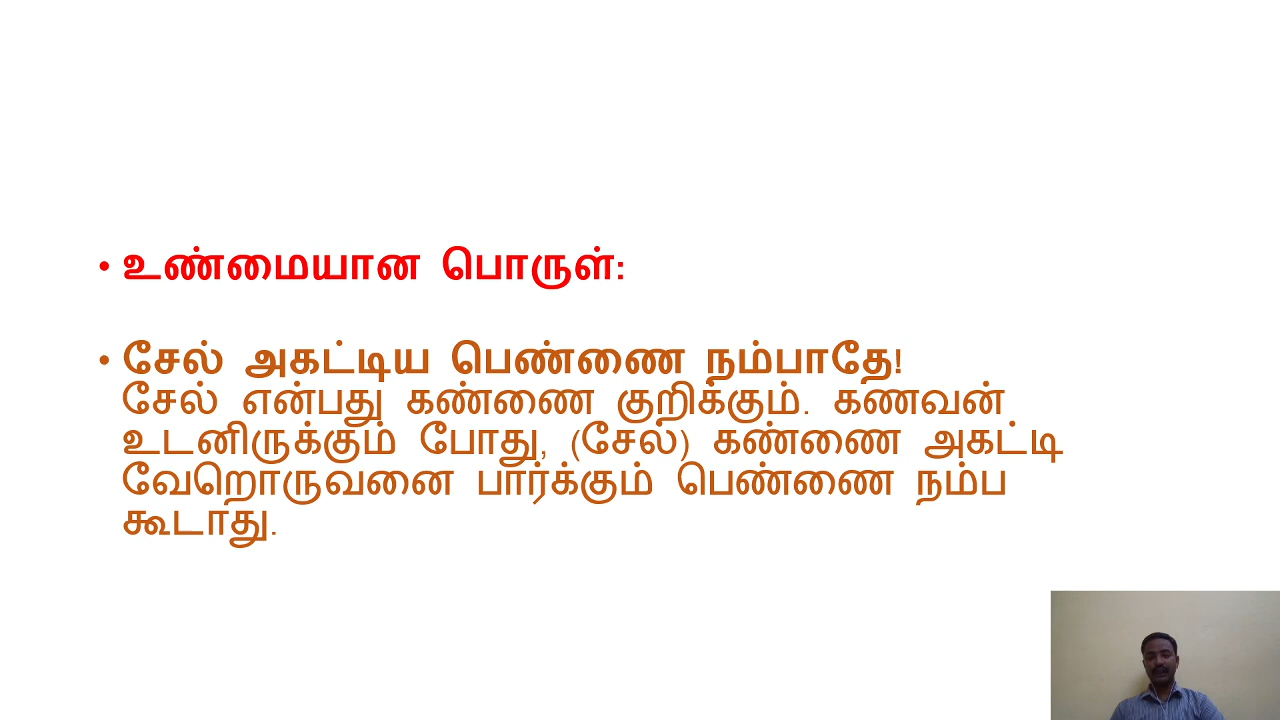 • உண்மையான பொருள்:
• சேல் அகட்டிய பெண்ணை நம்பாதே!
சேல் என்பது கண்ணை குறிக்கும். கணவன்
உடனிருக்கும் போது, (சேல்) கண்ணை அகட்டி
வேறொருவனை பார்க்கும் பெண்ணை நம்ப
கூடாது.